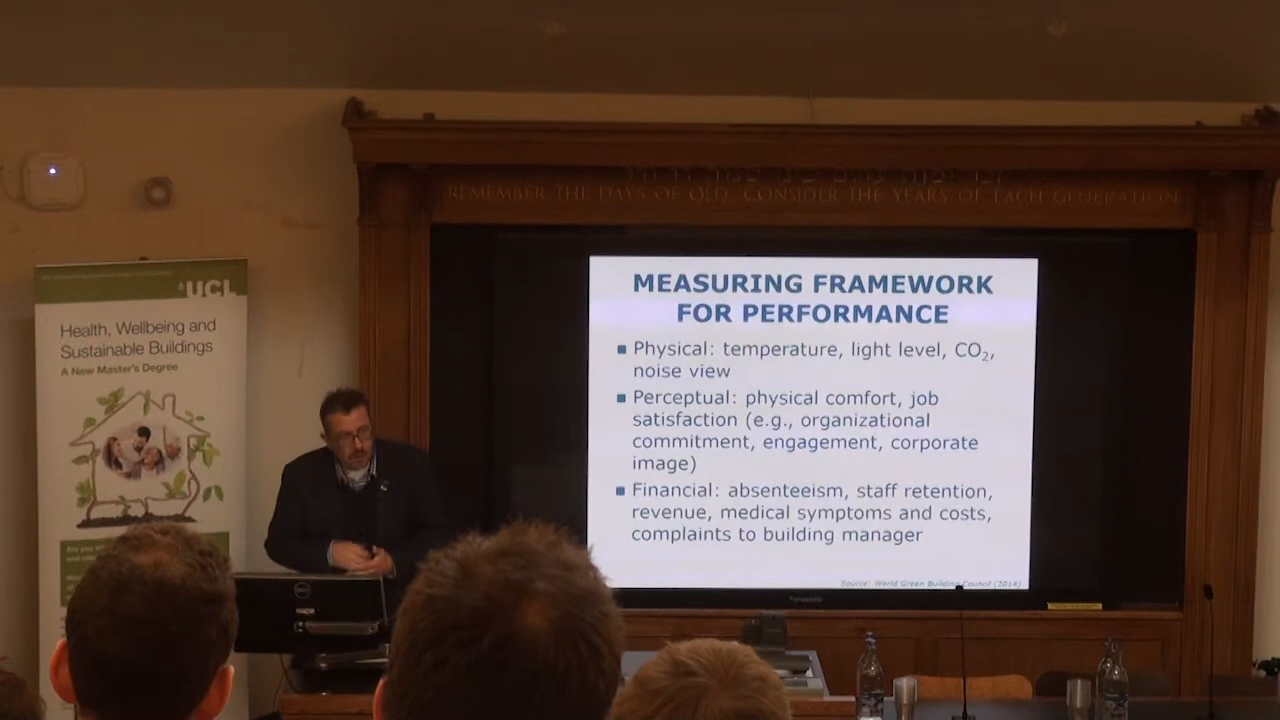 REMEMBER THE DAYS OF OLD, CONSIDER THE YEARS OF EACH GENERATION
UCL
Health, Wellbeing and
Sustainable Buildings
A New Master's Degree
MEASURING FRAMEWORK
FOR PERFORMANCE
Physical: temperature, light level, CO₂,
noise view
Perceptual: physical comfort, job
satisfaction (e.g., organizational
commitment, engagement, corporate
image)
Financial: absenteeism, staff retention,
revenue, medical symptoms and costs,
complaints to building manager
Source: World Green Building Council (2014)
Panasonic
DELL